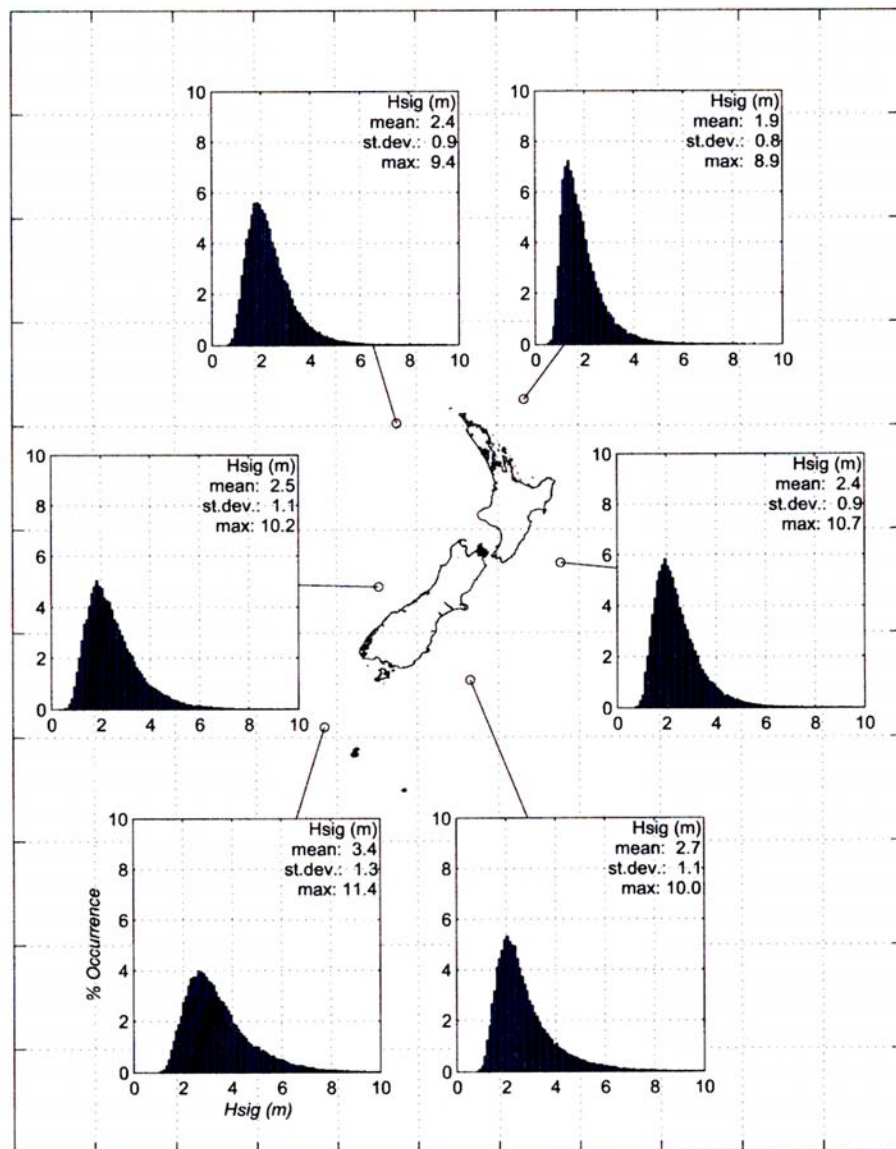 10
8
6
4
2
0
Hsig (m)
mean: 2.4
st.dev.: 0.9
max: 9.4
0 2 4 6 8 10
10
8
6
4
2
0
Hsig (m)
mean: 1.9
st.dev.: 0.8
max: 8.9
0 2 4 6 8 10
10
8
6
4
2
0
Hsig (m)
mean: 2.5
st.dev.: 1.1
max: 10.2
0 2 4 6 8 10
10
8
6
4
2
0
Hsig (m)
mean: 2.4
st.dev.: 0.9
max: 10.7
0 2 4 6 8 10
% Occurrence
10
8
6
4
2
0
Hsig (m)
mean: 3.4
st.dev.: 1.3
max: 11.4
0 2 4 6 8 10
Hsig (m)
10
8
6
4
2
0
Hsig (m)
mean: 2.7
st.dev.: 1.1
max: 10.0
0 2 4 6 8 10